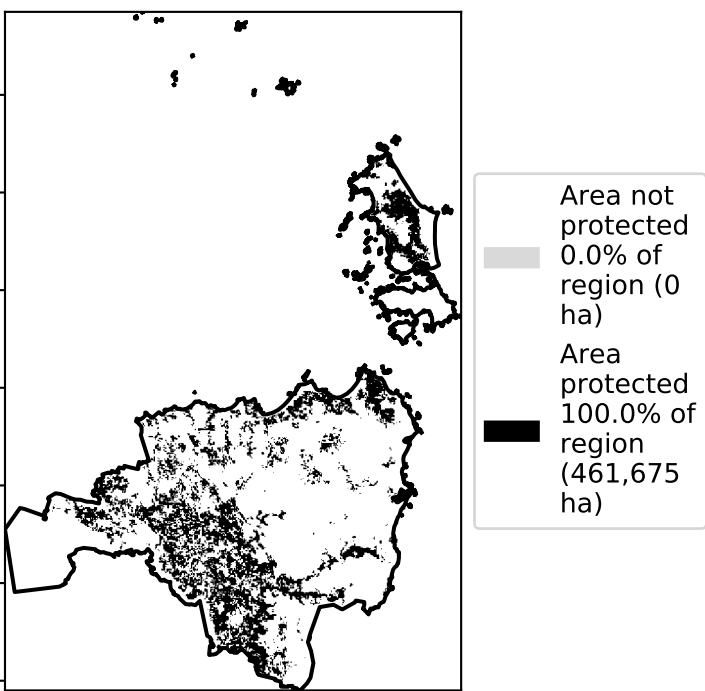 Area not
protected
0.0% of
region (0
ha)
Area
protected
100.0% of
region
(461,675
ha)